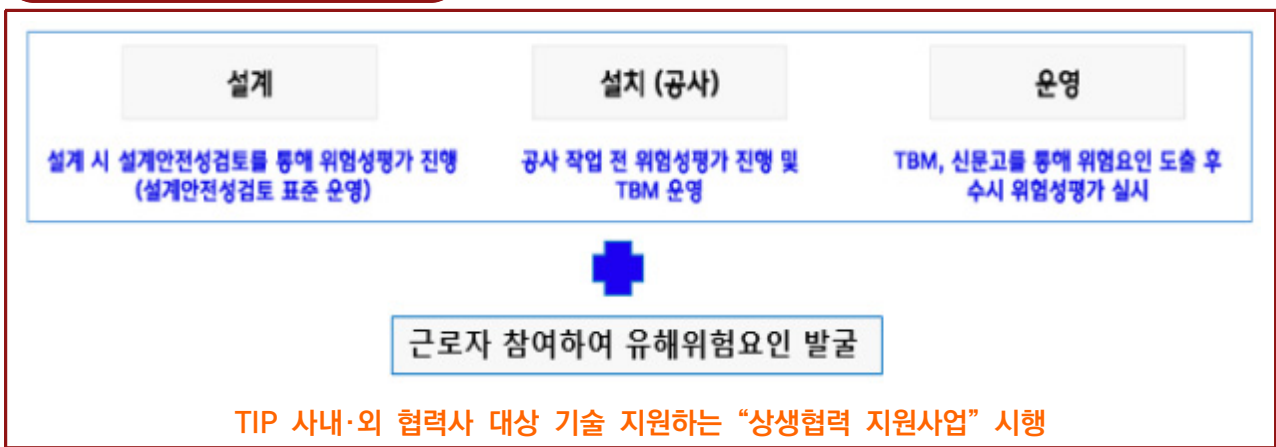 설계
설치 (공사)
운영
설계 시 설계안전성검토를 통해 위험성평가 진행
(설계안전성검토 표준 운영)
공사 작업 전 위험성평가 진행 및
TBM 운영
TBM, 신문고를 통해 위험요인 도출 후
수시 위험성평가 실시
근로자 참여하여 유해위험요인 발굴
TIP 사내·외 협력사 대상 기술 지원하는 “상생협력 지원사업” 시행